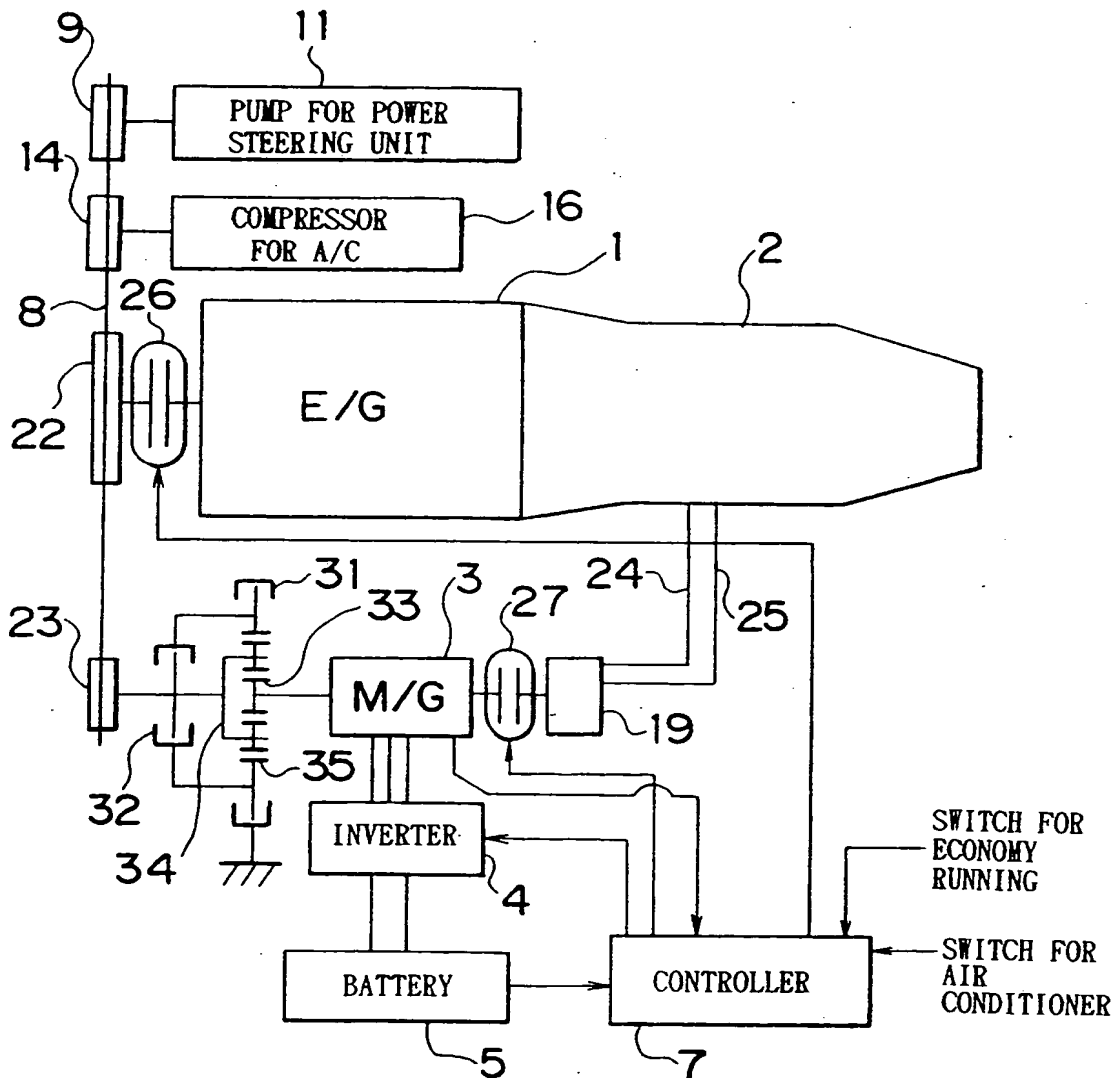 9
11
PUMP FOR POWER
STEERING UNIT
14
COMPRESSOR
FOR A/C
16
8
26
1
2
22
E/G
31
33
3
27
24
25
23
M/G
19
32
35
34
INVERTER
4
SWITCH FOR
ECONOMY
RUNNING
BATTERY
5
CONTROLLER
7
SWITCH FOR
AIR
CONDITIONER